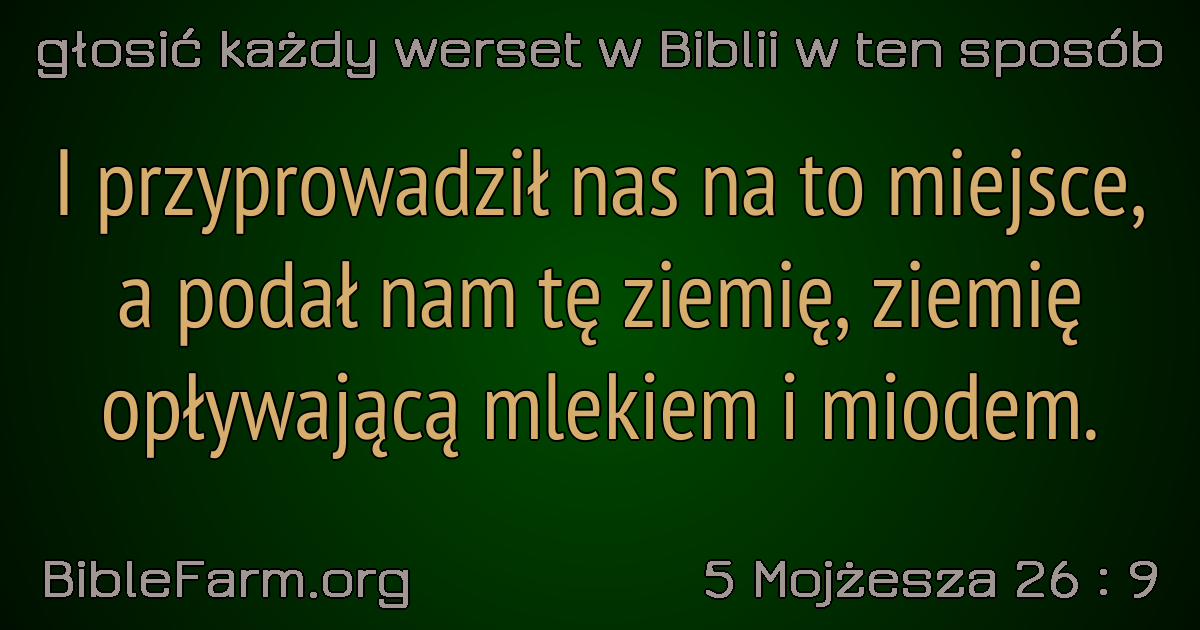 głosić każdy werset w Biblii w ten sposób
I przyprowadził nas na to miejsce,
a podał nam tę ziemię, ziemię
opływającą mlekiem i miodem.
BibleFarm.org
5 Mojżesza 26 : 9